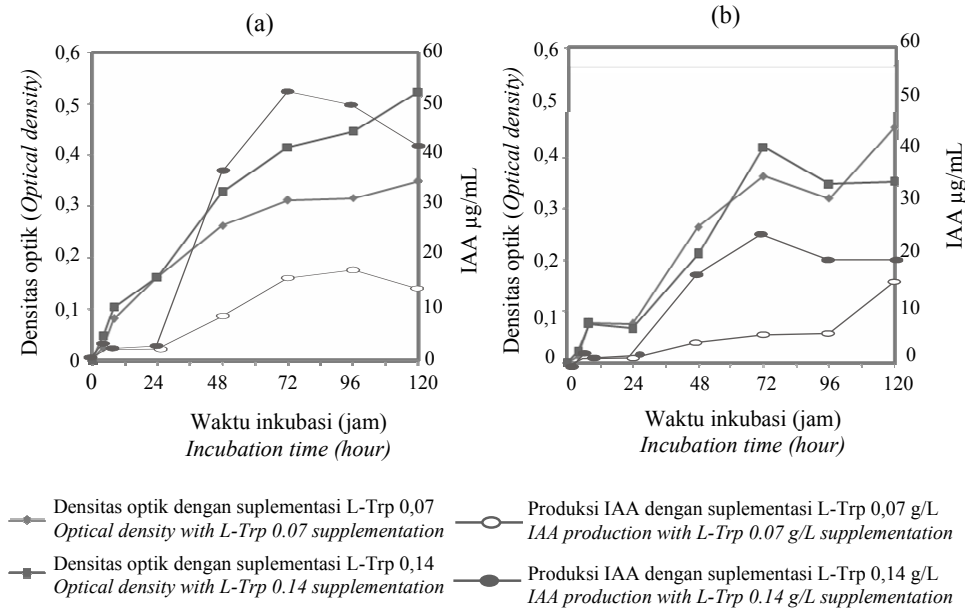 (a)
Densitas optik (Optical density)
0,6
0,5
0,4
0,3
0,2
0,1
0
60
50
40
30
20
10
0
IAA µg/mL
0 24 48 72 96 120
Waktu inkubasi (jam)
Incubation time (hour)
(b)
Densitas optik (Optical density)
0,6
0,5
0,4
0,3
0,2
0,1
0
60
50
40
30
20
10
0
IAA µg/mL
0 24 48 72 96 120
Waktu inkubasi (jam)
Incubation time (hour)
Densitas optik dengan suplementasi L-Trp 0,07
Optical density with L-Trp 0.07 supplementation
Densitas optik dengan suplementasi L-Trp 0,14
Optical density with L-Trp 0.14 supplementation
Produksi IAA dengan suplementasi L-Trp 0,07 g/L
IAA production with L-Trp 0.07 g/L supplementation
Produksi IAA dengan suplementasi L-Trp 0,14 g/L
IAA production with L-Trp 0.14 g/L supplementation